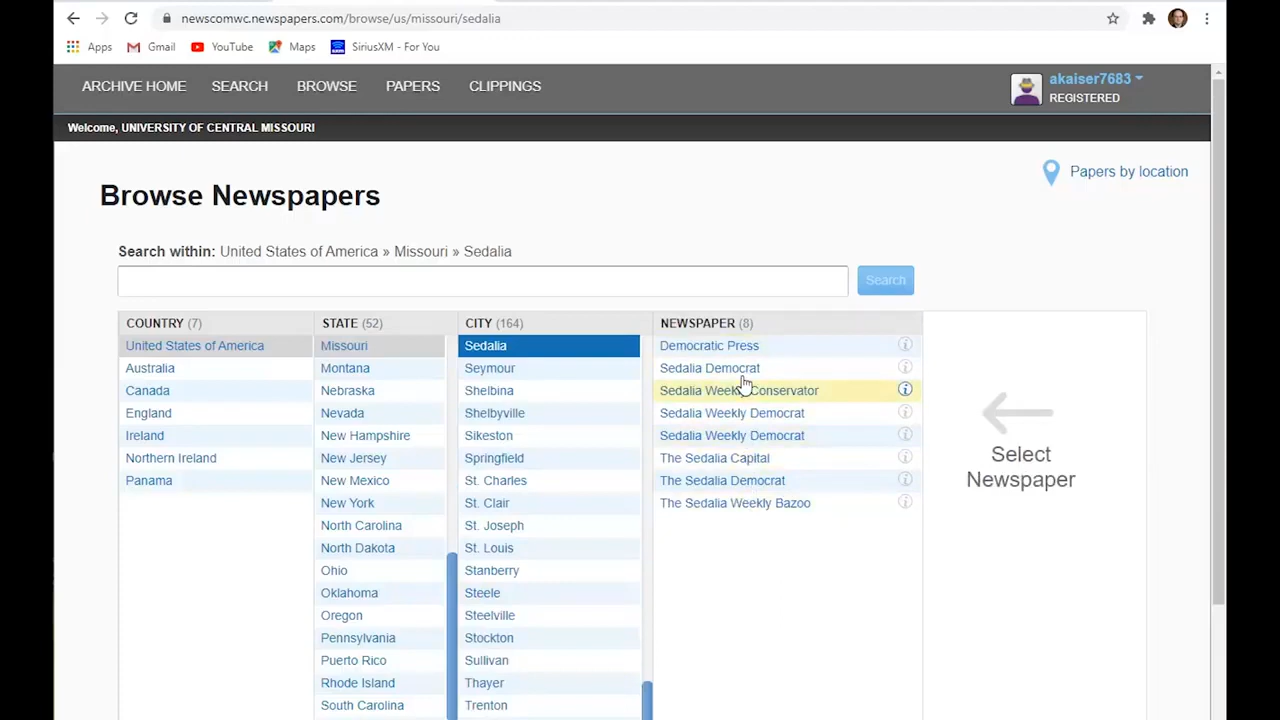 newscomwc.newspapers.com/browse/us/missouri/sedalia
Apps Gmail YouTube Maps SiriusXM - For You
ARCHIVE HOME SEARCH BROWSE PAPERS CLIPPINGS
akaiser7683
REGISTERED
Welcome, UNIVERSITY OF CENTRAL MISSOURI
Papers by location
Browse Newspapers
Search within: United States of America » Missouri » Sedalia
Search
COUNTRY (7) STATE (52) CITY (164) NEWSPAPER (8)
United States of America Missouri Sedalia Democratic Press
Australia Montana Seymour Sedalia Democrat
Canada Nebraska Shelbina Sedalia Weekly Conservator
England Nevada Shelbyville Sedalia Weekly Democrat
Ireland New Hampshire Sikeston Sedalia Weekly Democrat
Northern Ireland New Jersey Springfield The Sedalia Capital
Panama New Mexico St. Charles The Sedalia Democrat
New York St. Clair The Sedalia Weekly Bazoo
North Carolina St. Joseph
North Dakota St. Louis
Ohio Stanberry
Oklahoma Steele
Oregon Steelville
Pennsylvania Stockton
Puerto Rico Sullivan
Rhode Island Thayer
South Carolina Trenton
Select
Newspaper